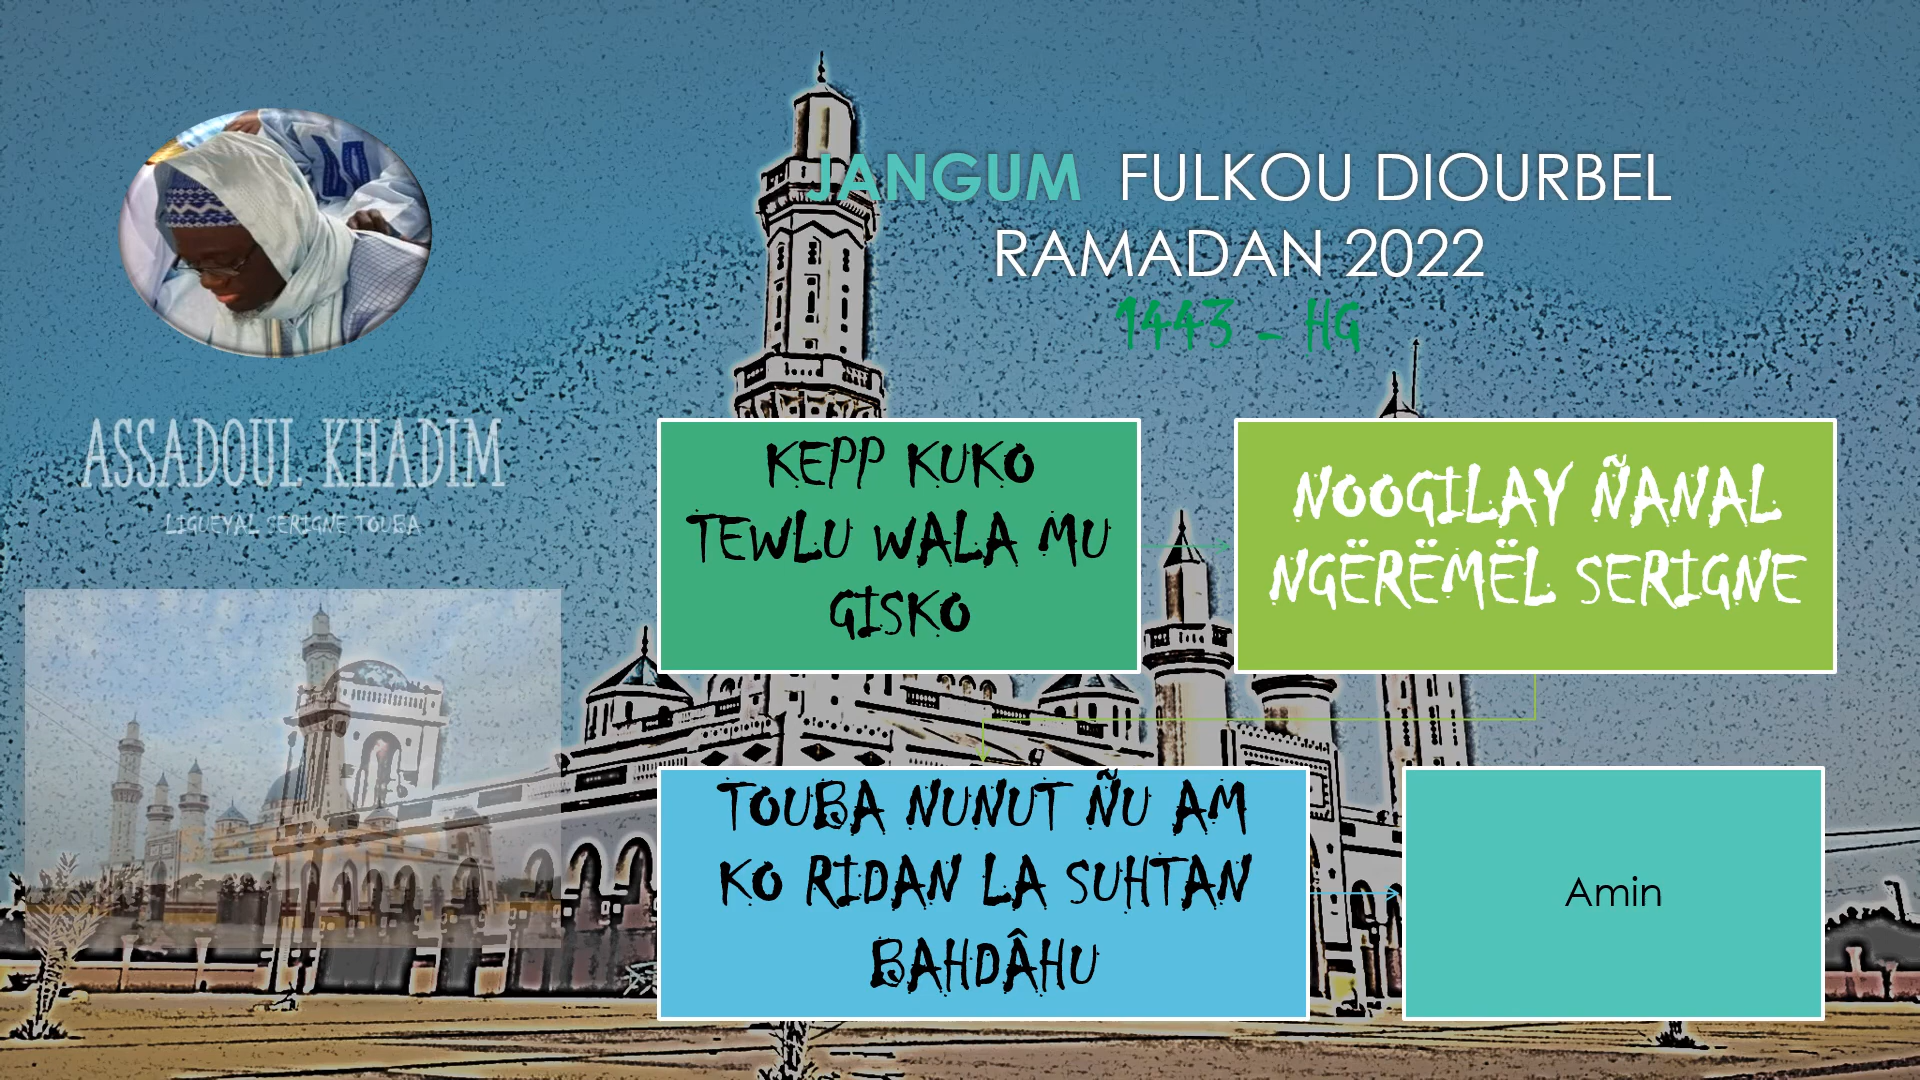 JANGUM FULKOU DIOURBEL
RAMADAN 2022
1443 - HG
ASSADOUL KHADIM
LIGUEYAL SERIGNE TOUBA
KEPP KUKO
TEWLU WALA MU
GISKO
NOOGILAY ÑANAL
NGËRËMËL SERIGNE
TOUBA NUNUT ÑU AM
KO RIDAN LA SUHTAN
BAHDÂHU
Amin